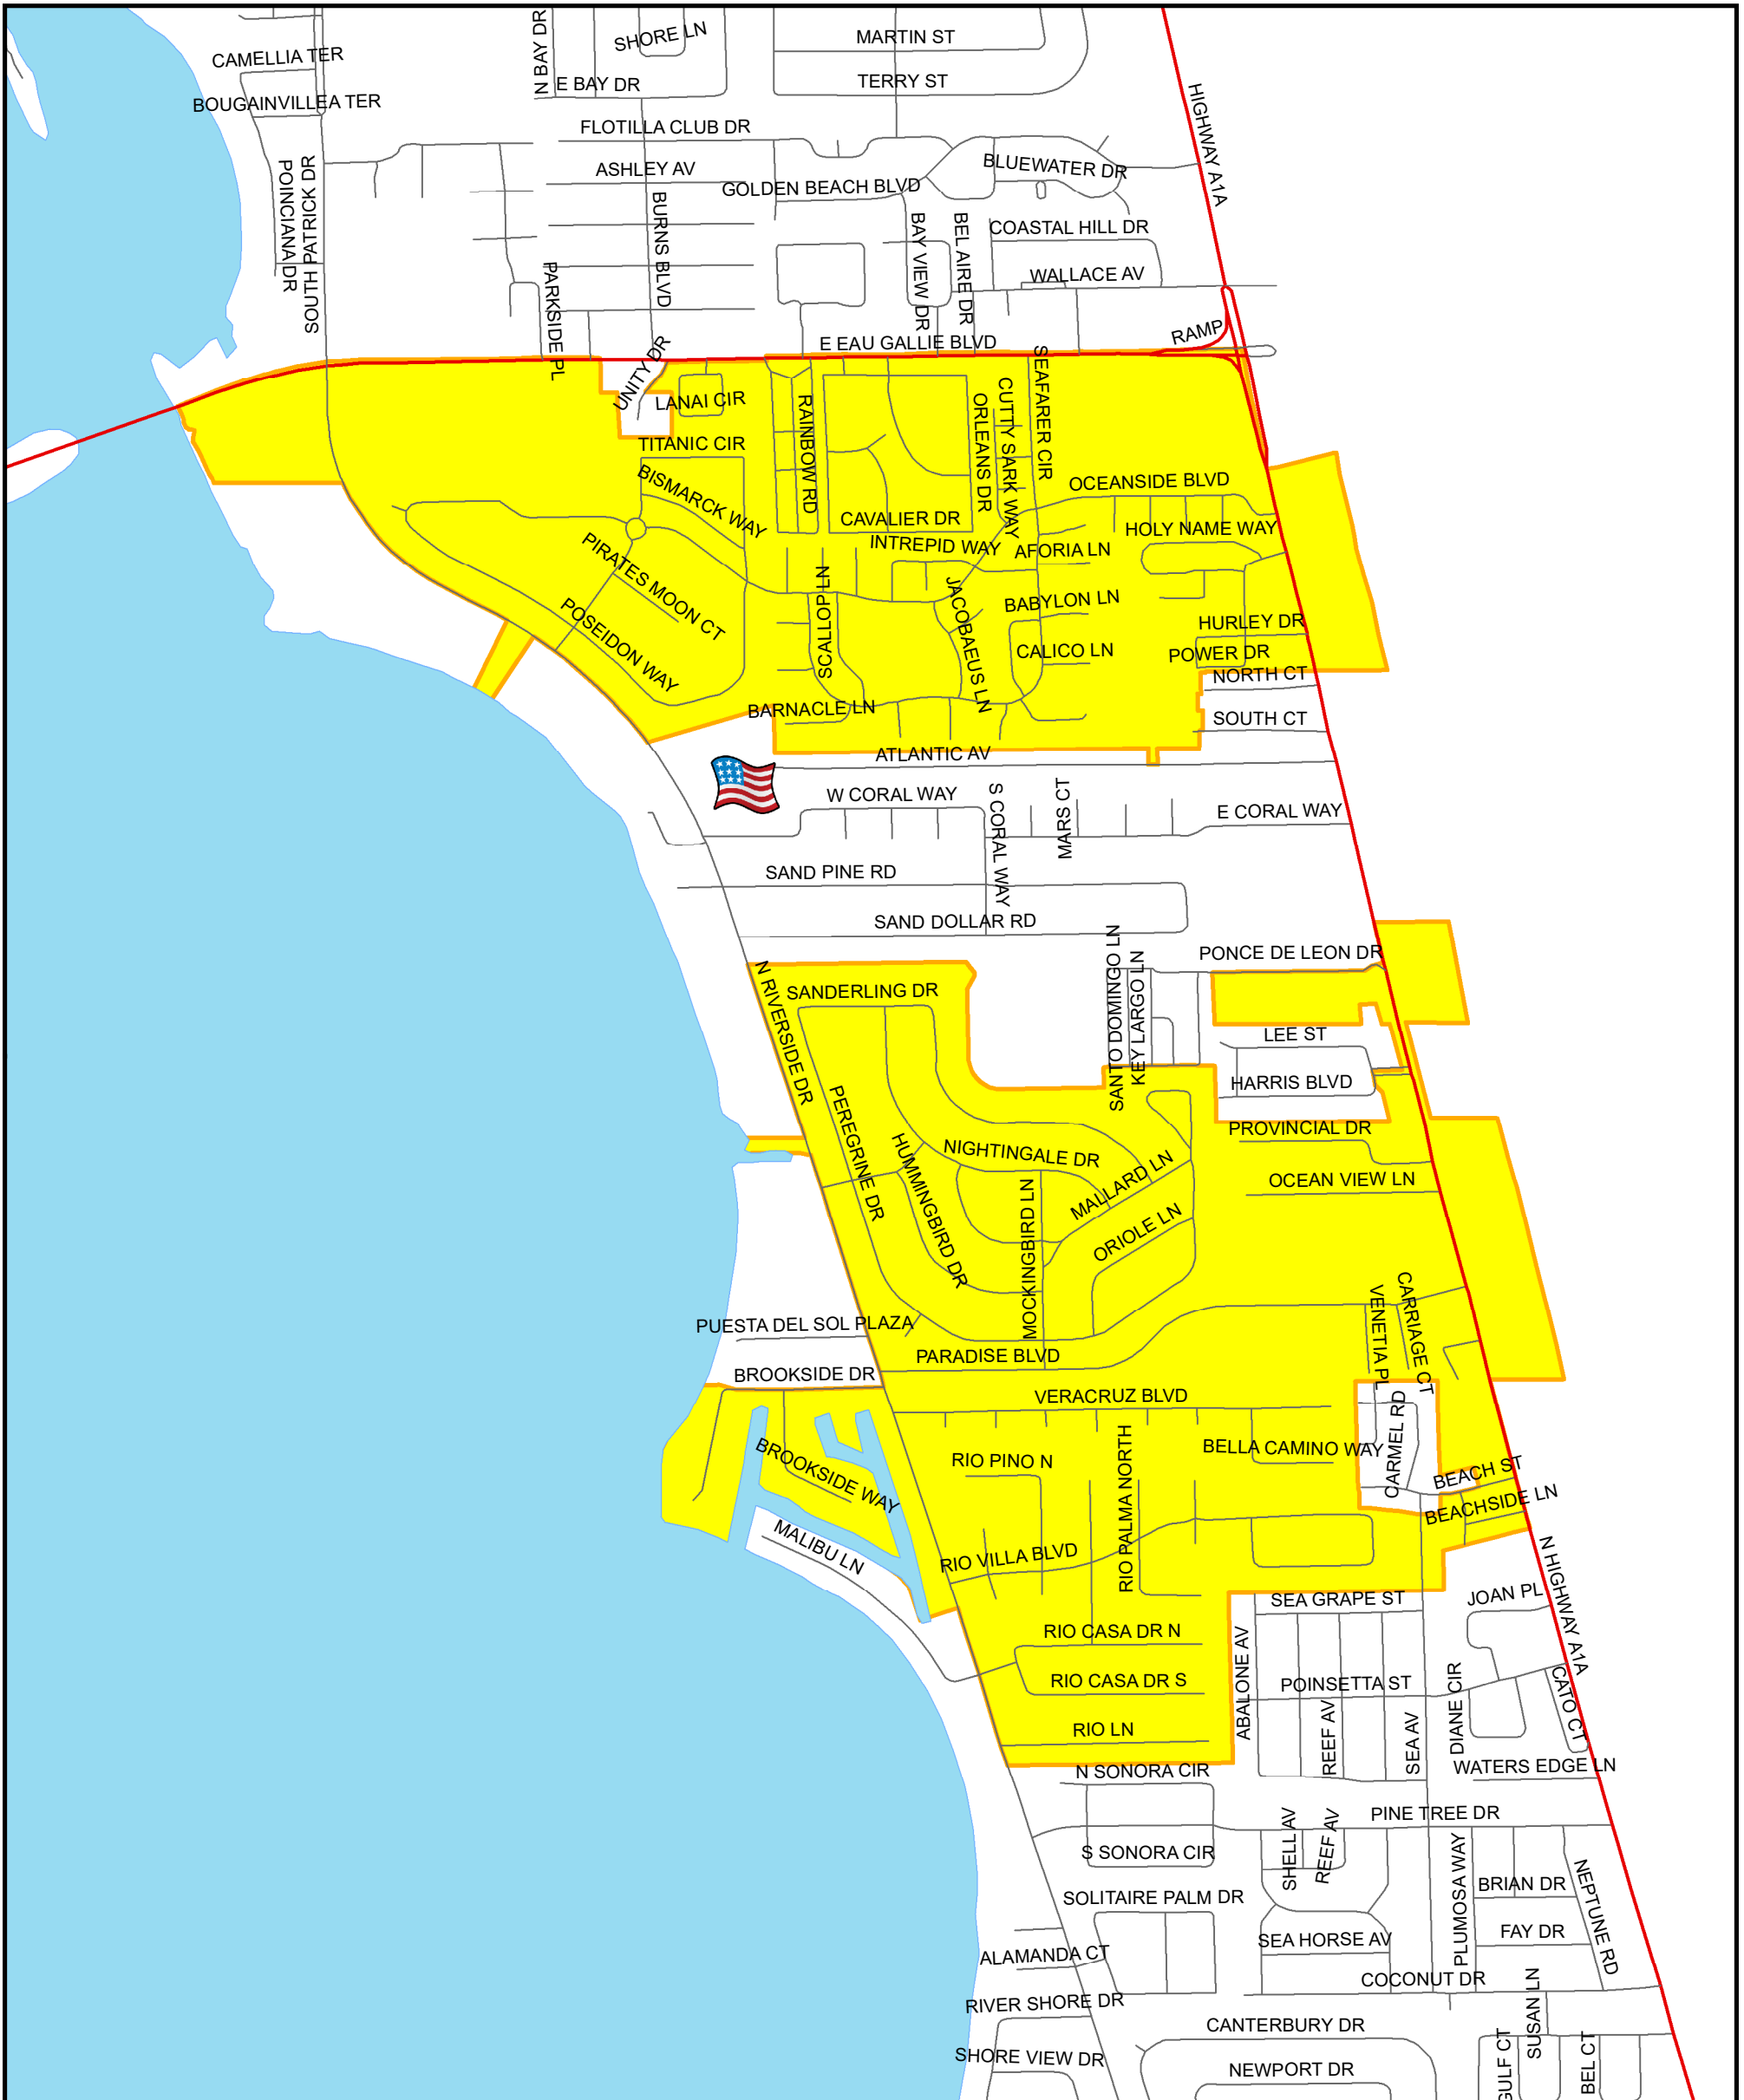 N BAY DR
SHORE LN
MARTIN ST
CAMELLIA TER
E BAY DR
TERRY ST
BOUGAINVILLEA TER
HIGHWAY A1A
FLOTILLA CLUB DR
ASHLEY AV
BLUEWATER DR
GOLDEN BEACH BLVD
POINCIANA DR
SOUTH PATRICK DR
BURNS BLVD
BAY VIEW DR
BEL AIRE DR
COASTAL HILL DR
WALLACE AV
PARKSIDE PL
RAMP
E EAU GALLIE BLVD
UNITY DR
SEAFARER CIR
LANAI CIR
RAINBOW RD
ORLEANS DR
CUTTY SARK WAY
TITANIC CIR
BISMARCK WAY
OCEANSIDE BLVD
CAVALIER DR
HOLY NAME WAY
INTREPID WAY
AFORIA LN
PIRATES MOON CT
SCALLOP LN
JACOBAEUS LN
BABYLON LN
POSEIDON WAY
HURLEY DR
CALICO LN
POWER DR
NORTH CT
BARNACLE LN
SOUTH CT
ATLANTIC AV
W CORAL WAY
S CORAL WAY
MARS CT
E CORAL WAY
SAND PINE RD
SAND DOLLAR RD
SANTO DOMINGO LN
KEY LARGO LN
PONCE DE LEON DR
N RIVERSIDE DR
SANDERLING DR
LEE ST
HARRIS BLVD
PEREGRINE DR
HUMMINGBIRD DR
NIGHTINGALE DR
PROVINCIAL DR
MALLARD LN
OCEAN VIEW LN
MOCKINGBIRD LN
ORIOLE LN
VENETIA PL
CARRIAGE CT
PUESTA DEL SOL PLAZA
PARADISE BLVD
BROOKSIDE DR
VERACRUZ BLVD
CARMEL RD
BROOKSIDE WAY
RIO PINO N
RIO PALMA NORTH
BELLA CAMINO WAY
BEACH ST
BEACHSIDE LN
MALIBU LN
RIO VILLA BLVD
N HIGHWAY A1A
SEA GRAPE ST
JOAN PL
RIO CASA DR N
ABALONE AV
RIO CASA DR S
POINSETTA ST
DIANE CIR
CATO CT
RIO LN
REEF AV
SEA AV
N SONORA CIR
WATERS EDGE LN
PINE TREE DR
SHELL AV
REEF AV
S SONORA CIR
PLUMOSA WAY
BRIAN DR
NEPTUNE RD
SOLITAIRE PALM DR
FAY DR
SEA HORSE AV
ALAMANDA CT
COCONUT DR
SUSAN LN
RIVER SHORE DR
CANTERBURY DR
SHORE VIEW DR
NEWPORT DR
GULF CT
BEL CT